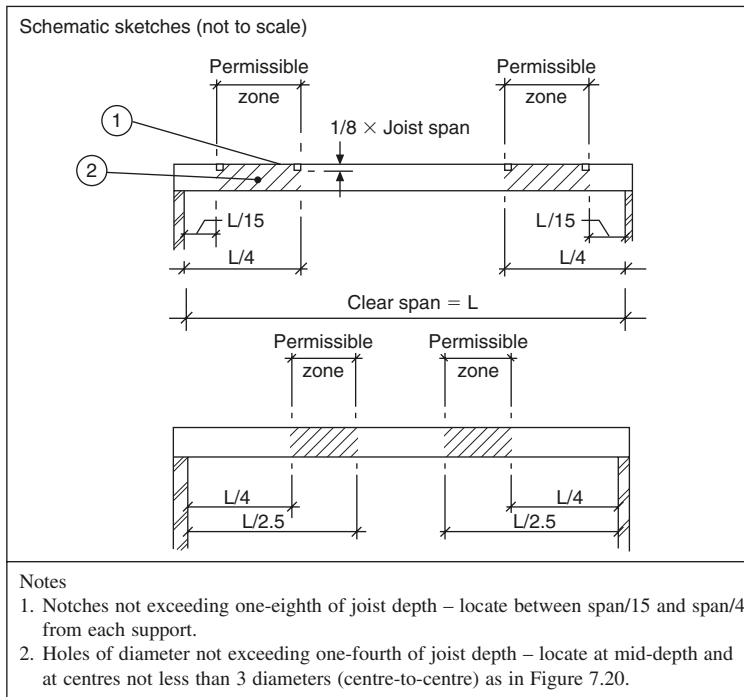 Schematic sketches (not to scale)
Permissible
zone
Permissible
zone
1
1/8 × Joist span
2
L/15
L/15
L/4
L/4
Clear span = L
Permissible
zone
Permissible
zone
L/4
L/4
L/2.5
L/2.5
Notes
1. Notches not exceeding one-eighth of joist depth – locate between span/15 and span/4
from each support.
2. Holes of diameter not exceeding one-fourth of joist depth – locate at mid-depth and
at centres not less than 3 diameters (centre-to-centre) as in Figure 7.20.